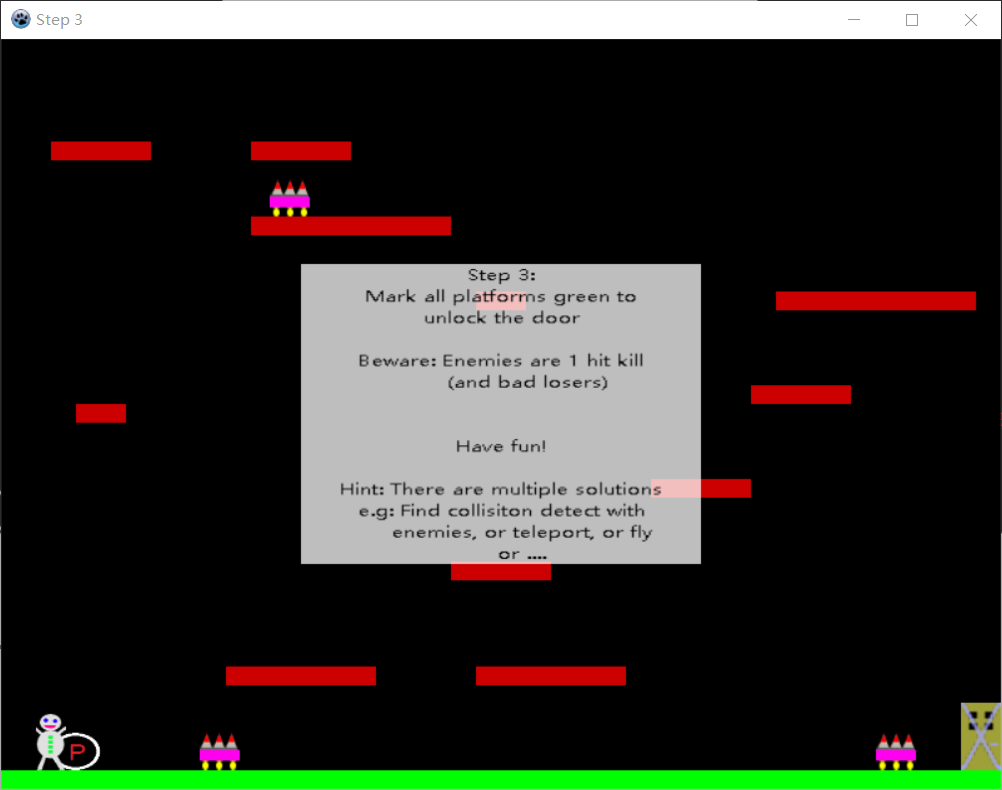 Step 3
Step 3:
Mark all platforms green to
unlock the door
Beware: Enemies are 1 hit kill
(and bad losers)
Have fun!
Hint: There are multiple solutions
e.g: Find collisiton detect with
enemies, or teleport, or fly
or ....
P